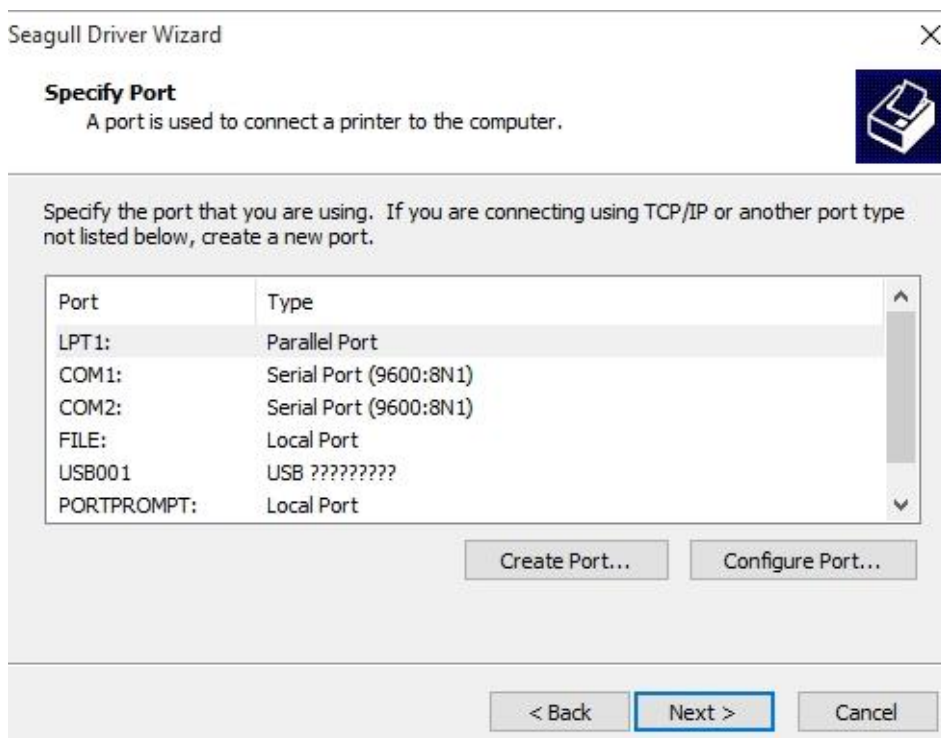 Seagull Driver Wizard
Specify Port
A port is used to connect a printer to the computer.
Specify the port that you are using.  If you are connecting using TCP/IP or another port type
not listed below, create a new port.
Port Type
LPT1: Parallel Port
COM1: Serial Port (9600:8N1)
COM2: Serial Port (9600:8N1)
FILE: Local Port
USB001 USB ?????????
PORTPROMPT: Local Port
Create Port... Configure Port...
< Back Next > Cancel